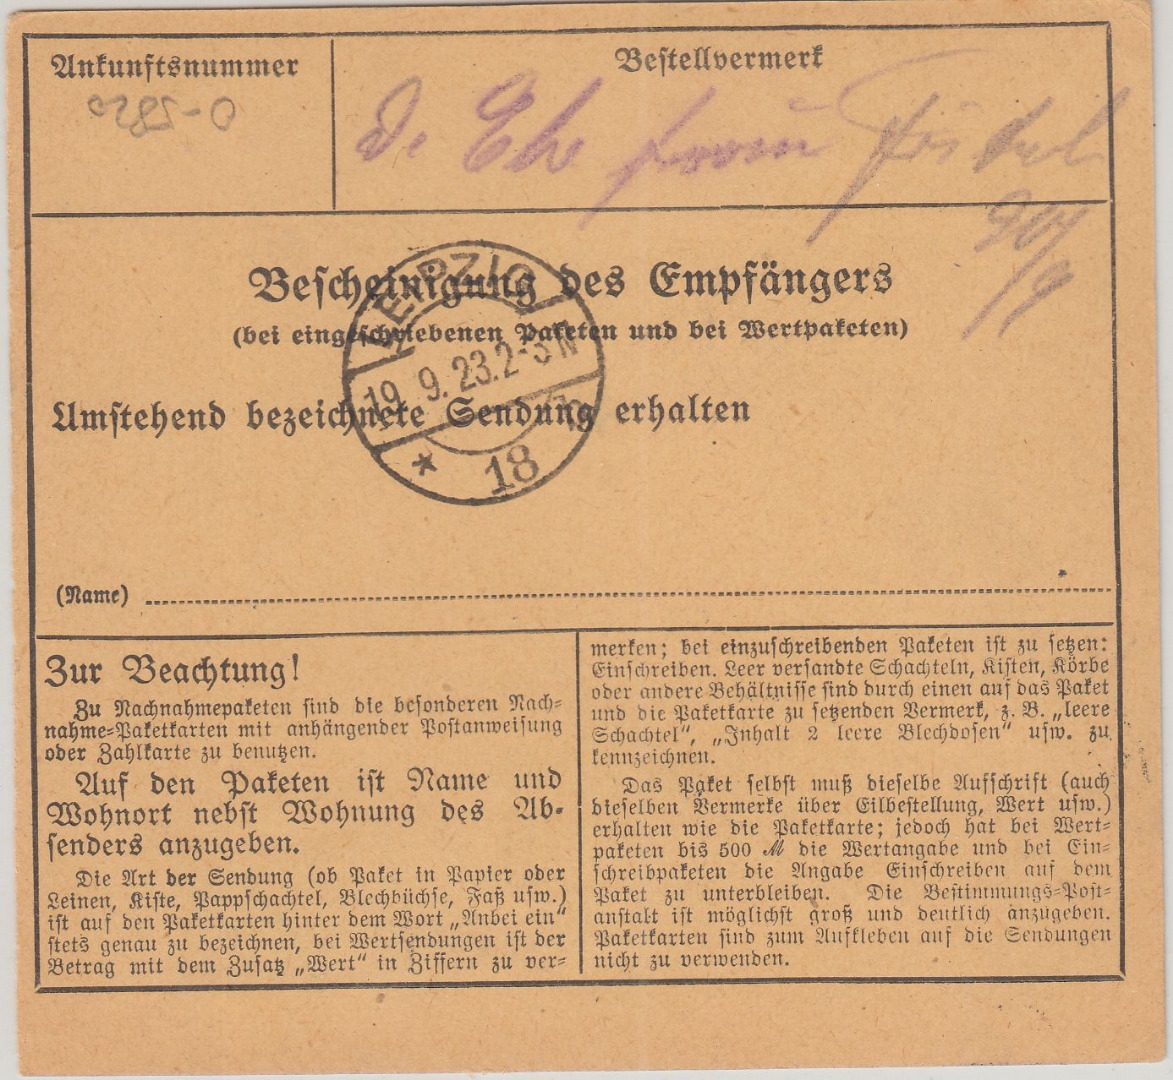 Ankunftsnummer
Bestellvermerk
Bescheinigung des Empfängers
(bei eingeschriebenen Paketen und bei Wertpaketen)
LEIPZIG
19. 9. 23. 2-3 N
* 18
Umstehend bezeichnete Sendung erhalten
(Name)
Zur Beachtung!
Zu Nachnahmepaketen sind die besonderen Nach-
nahme-Paketkarten mit anhängender Postanweisung
oder Zahlkarte zu benutzen.
Auf den Paketen ist Name und
Wohnort nebst Wohnung des Ab-
senders anzugeben.
Die Art der Sendung (ob Paket in Papier oder
Leinen, Kiste, Pappschachtel, Blechbüchse, Faß usw.)
ist auf den Paketkarten hinter dem Wort „Anbei ein“
stets genau zu bezeichnen, bei Wertsendungen ist der
Betrag mit dem Zusatz „Wert“ in Ziffern zu ver-
merken; bei einzuschreibenden Paketen ist zu setzen:
Einschreiben. Leer versandte Schachteln, Kisten, Körbe
oder andere Behältnisse sind durch einen auf das Paket
und die Paketkarte zu setzenden Vermerk, z. B. „leere
Schachtel“, „Inhalt 2 leere Blechdosen“ usw. zu
kennzeichnen.
Das Paket selbst muß dieselbe Aufschrift (auch
dieselben Vermerke über Eilbestellung, Wert usw.)
erhalten wie die Paketkarte; jedoch hat bei Wert-
paketen bis 500 ℳ die Wertangabe und bei Ein-
schreibpaketen die Angabe Einschreiben auf dem
Paket zu unterbleiben. Die Bestimmungs-Post-
anstalt ist möglichst groß und deutlich anzugeben.
Paketkarten sind zum Aufkleben auf die Sendungen
nicht zu verwenden.